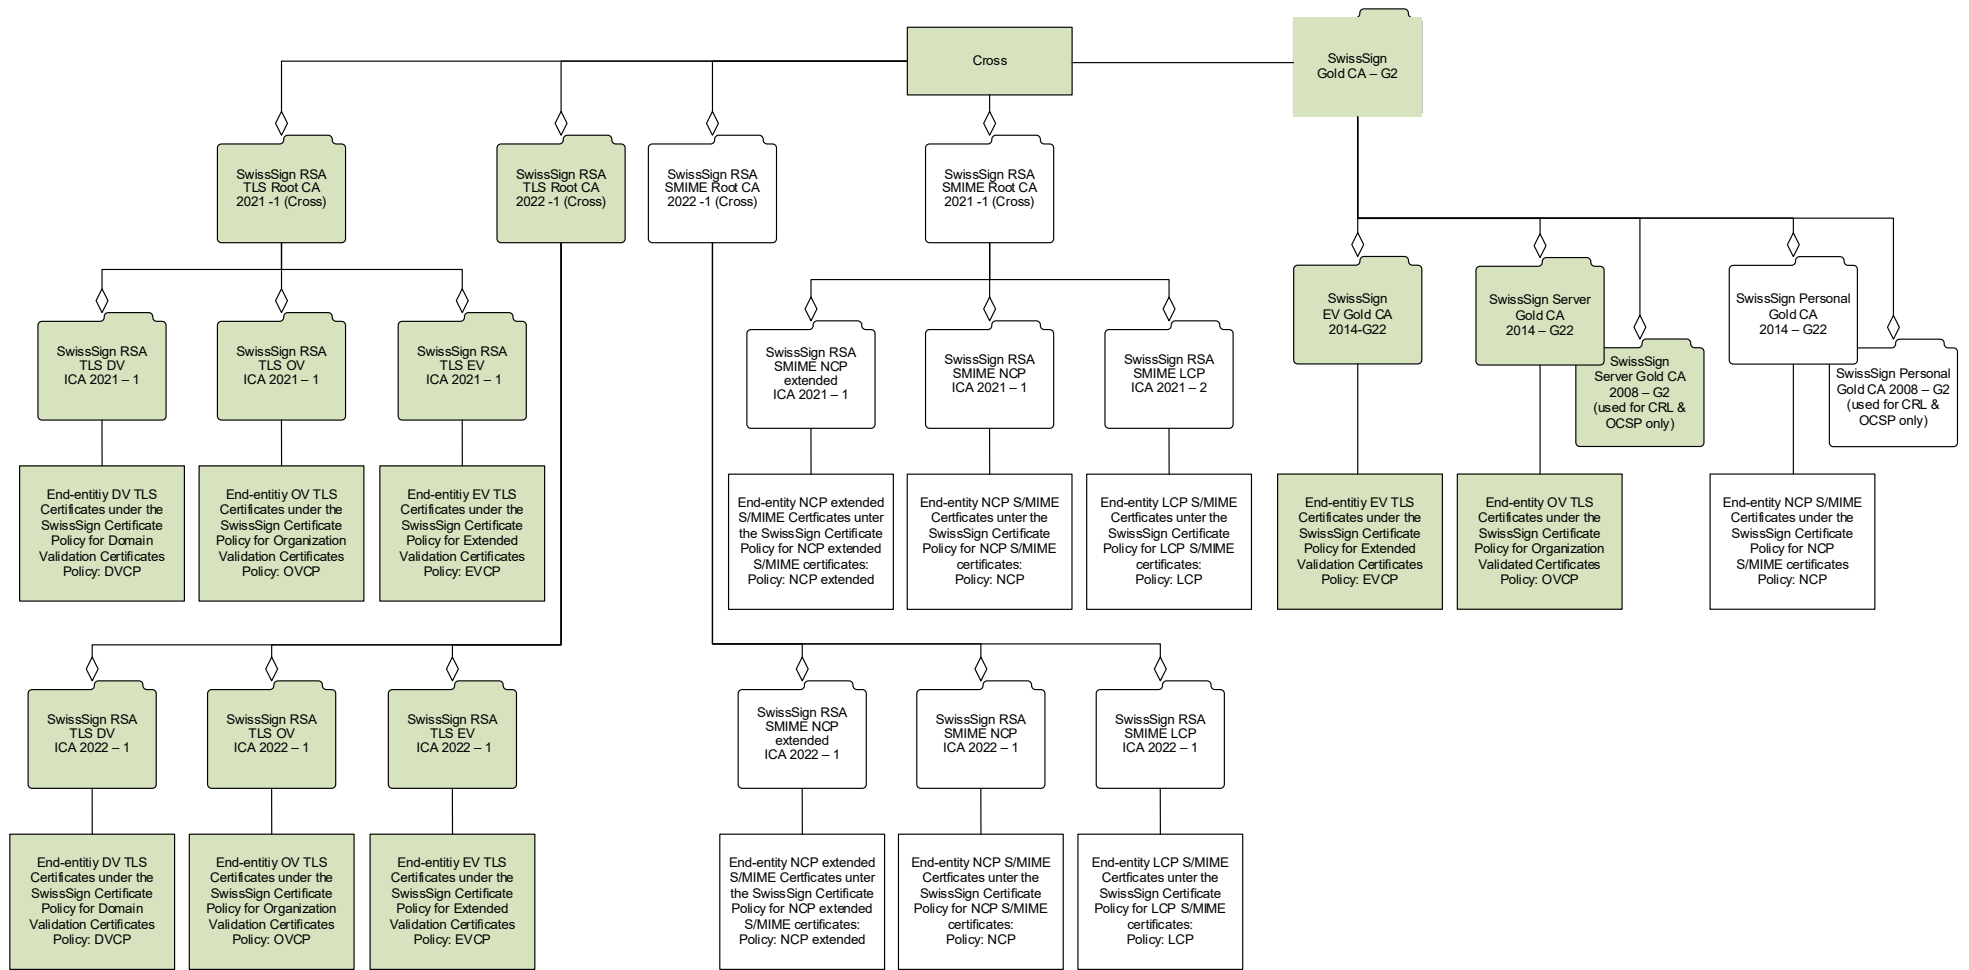 Cross
SwissSign
Gold CA – G2
SwissSign RSA
TLS Root CA
2021 -1 (Cross)
SwissSign RSA
TLS Root CA
2022 -1 (Cross)
SwissSign RSA
SMIME Root CA
2022 -1 (Cross)
SwissSign RSA
SMIME Root CA
2021 -1 (Cross)
SwissSign RSA
TLS DV
ICA 2021 – 1
SwissSign RSA
TLS OV
ICA 2021 – 1
SwissSign RSA
TLS EV
ICA 2021 – 1
SwissSign RSA
SMIME NCP
extended
ICA 2021 – 1
SwissSign RSA
SMIME NCP
ICA 2021 – 1
SwissSign RSA
SMIME LCP
ICA 2021 – 2
SwissSign
EV Gold CA
2014-G22
SwissSign Server
Gold CA
2014 – G22
SwissSign
Server Gold CA
2008 – G2
(used for CRL &
OCSP only)
SwissSign Personal
Gold CA
2014 – G22
SwissSign Personal
Gold CA 2008 – G2
(used for CRL &
OCSP only)
End-entitiy DV TLS
Certificates under the
SwissSign Certificate
Policy for Domain
Validation Certificates
Policy: DVCP
End-entitiy OV TLS
Certificates under the
SwissSign Certificate
Policy for Organization
Validation Certificates
Policy: OVCP
End-entitiy EV TLS
Certificates under the
SwissSign Certificate
Policy for Extended
Validation Certificates
Policy: EVCP
End-entity NCP extended
S/MIME Certficates unter
the SwissSign Certificate
Policy for NCP extended
S/MIME certificates:
Policy: NCP extended
End-entity NCP S/MIME
Certficates unter the
SwissSign Certificate
Policy for NCP S/MIME
certificates:
Policy: NCP
End-entity LCP S/MIME
Certficates unter the
SwissSign Certificate
Policy for LCP S/MIME
certificates:
Policy: LCP
End-entitiy EV TLS
Certificates under the
SwissSign Certificate
Policy for Extended
Validation Certificates
Policy: EVCP
End-entity OV TLS
Certificates under the
SwissSign Certificate
Policy for Organization
Validated Certificates
Policy: OVCP
End-entity NCP S/MIME
Certificates under the
SwissSign Certificate
Policy for NCP
S/MIME certificates
Policy: NCP
SwissSign RSA
TLS DV
ICA 2022 – 1
SwissSign RSA
TLS OV
ICA 2022 – 1
SwissSign RSA
TLS EV
ICA 2022 – 1
SwissSign RSA
SMIME NCP
extended
ICA 2022 – 1
SwissSign RSA
SMIME NCP
ICA 2022 – 1
SwissSign RSA
SMIME LCP
ICA 2022 – 1
End-entitiy DV TLS
Certificates under the
SwissSign Certificate
Policy for Domain
Validation Certificates
Policy: DVCP
End-entitiy OV TLS
Certificates under the
SwissSign Certificate
Policy for Organization
Validation Certificates
Policy: OVCP
End-entitiy EV TLS
Certificates under the
SwissSign Certificate
Policy for Extended
Validation Certificates
Policy: EVCP
End-entity NCP extended
S/MIME Certficates unter
the SwissSign Certificate
Policy for NCP extended
S/MIME certificates:
Policy: NCP extended
End-entity NCP S/MIME
Certficates unter the
SwissSign Certificate
Policy for NCP S/MIME
certificates:
Policy: NCP
End-entity LCP S/MIME
Certficates unter the
SwissSign Certificate
Policy for LCP S/MIME
certificates:
Policy: LCP